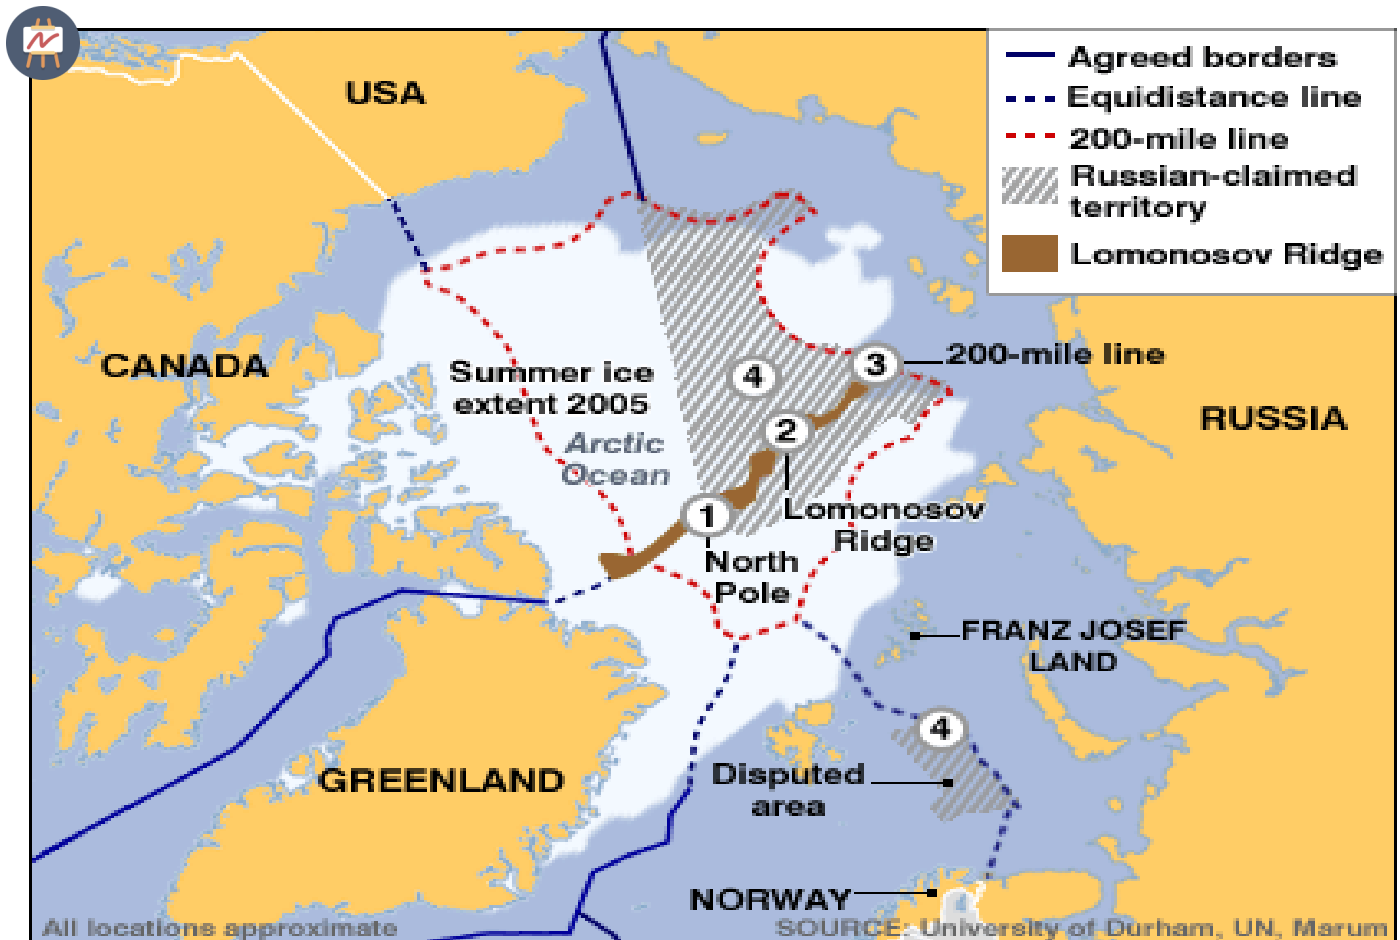 USA
Agreed borders
Equidistance line
200-mile line
Russian-claimed
territory
Lomonosov Ridge
CANADA
Summer ice
extent 2005
Arctic
Ocean
4
3
200-mile line
RUSSIA
2
1
Lomonosov
Ridge
North
Pole
FRANZ JOSEF
LAND
4
GREENLAND
Disputed
area
NORWAY
All locations approximate
SOURCE: University of Durham, UN, Marum